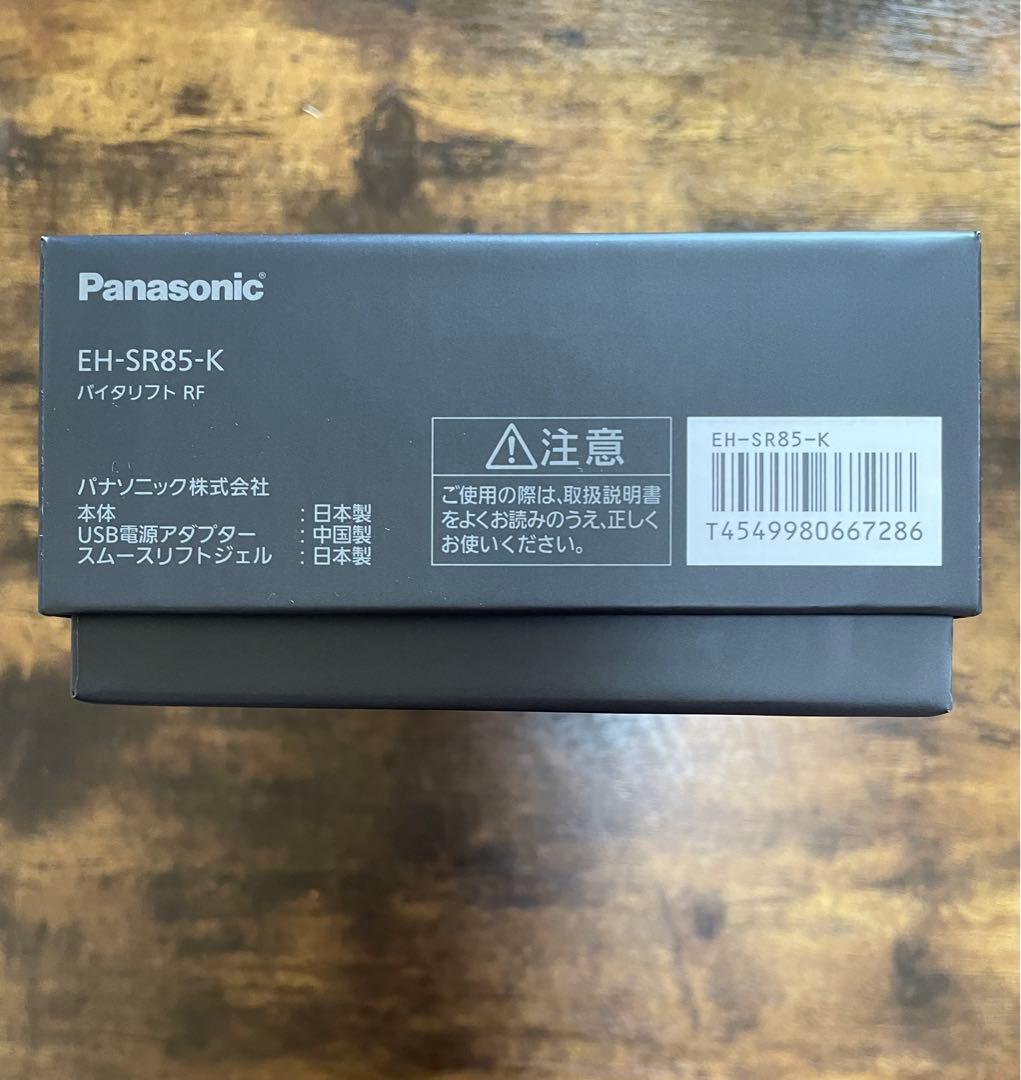 Panasonic®
EH-SR85-K
バイタリフト RF
パナソニック株式会社
本体 : 日本製
USB電源アダプター : 中国製
スムースリフトジェル : 日本製
注意
ご使用の際は、取扱説明書
をよくお読みのうえ、正しく
お使いください。
EH-SR85-K
T4549980667286